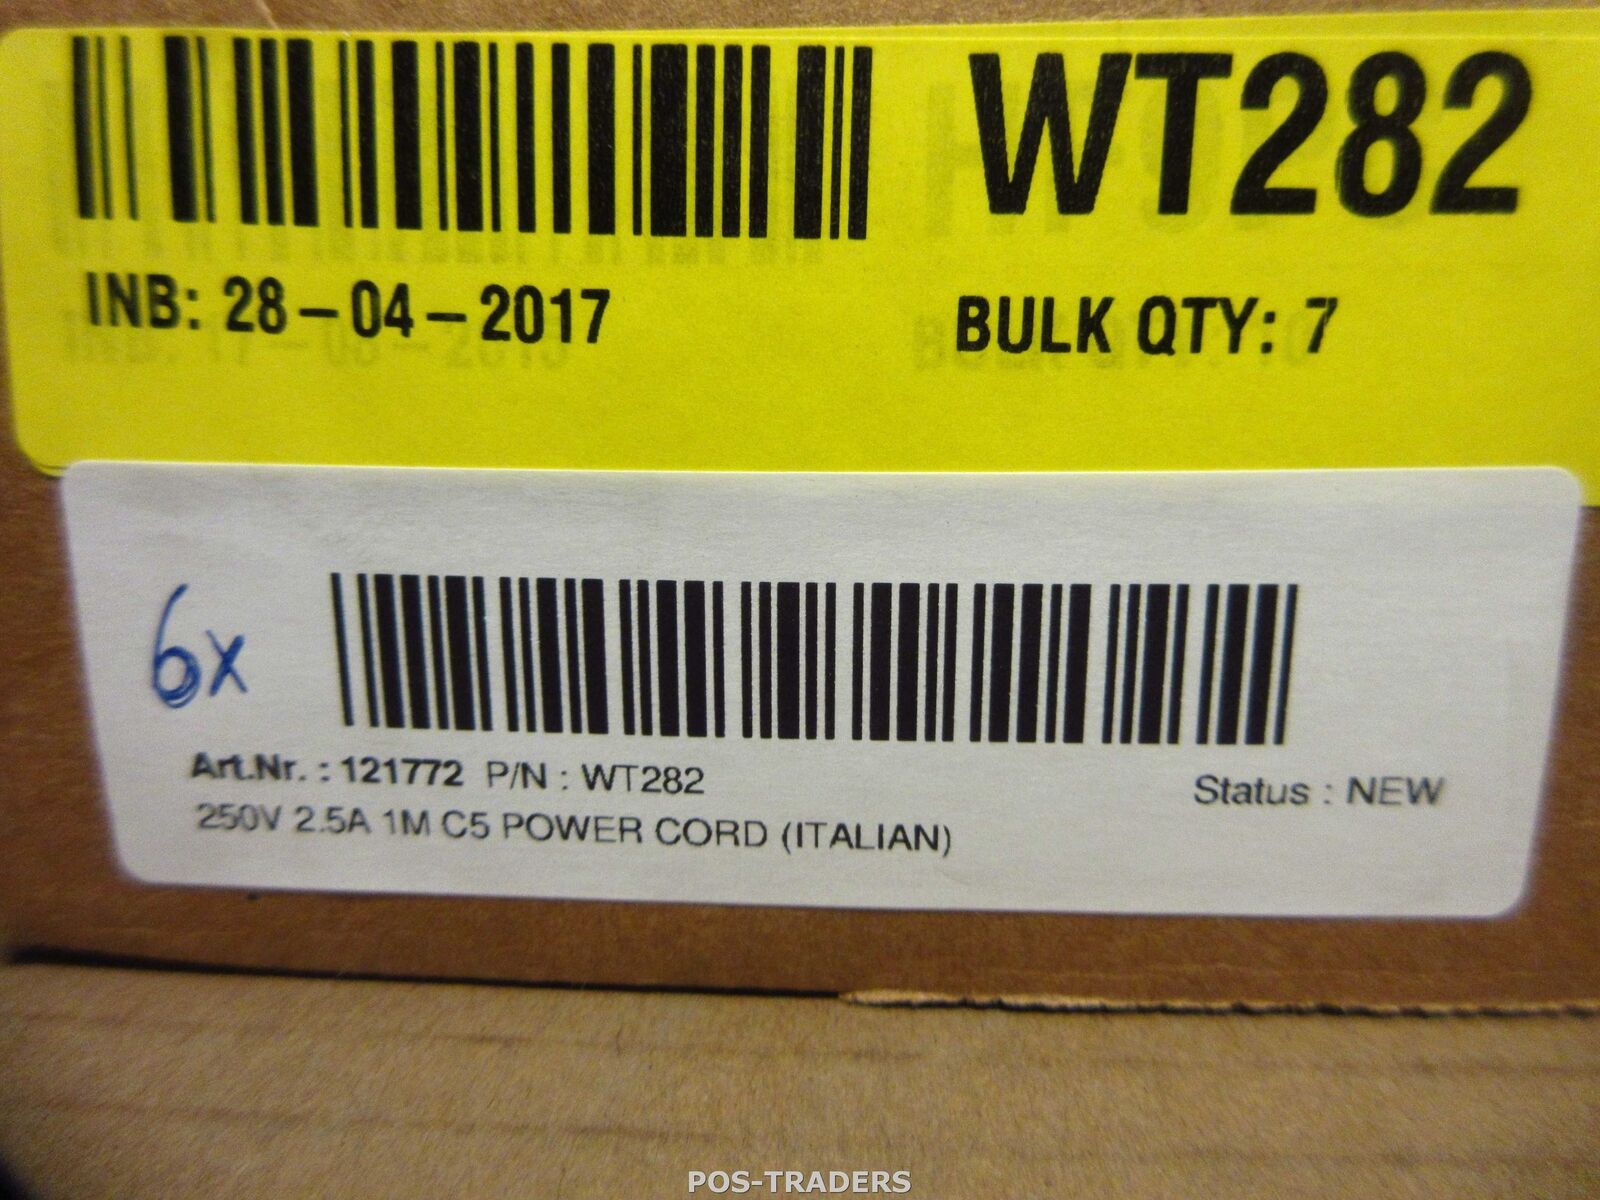 WT282
INB: 28-04-2017 BULK QTY: 7
6x
Art.Nr. : 121772 P/N : WT282 Status : NEW
250V 2.5A 1M C5 POWER CORD (ITALIAN)
POS-TRADERS